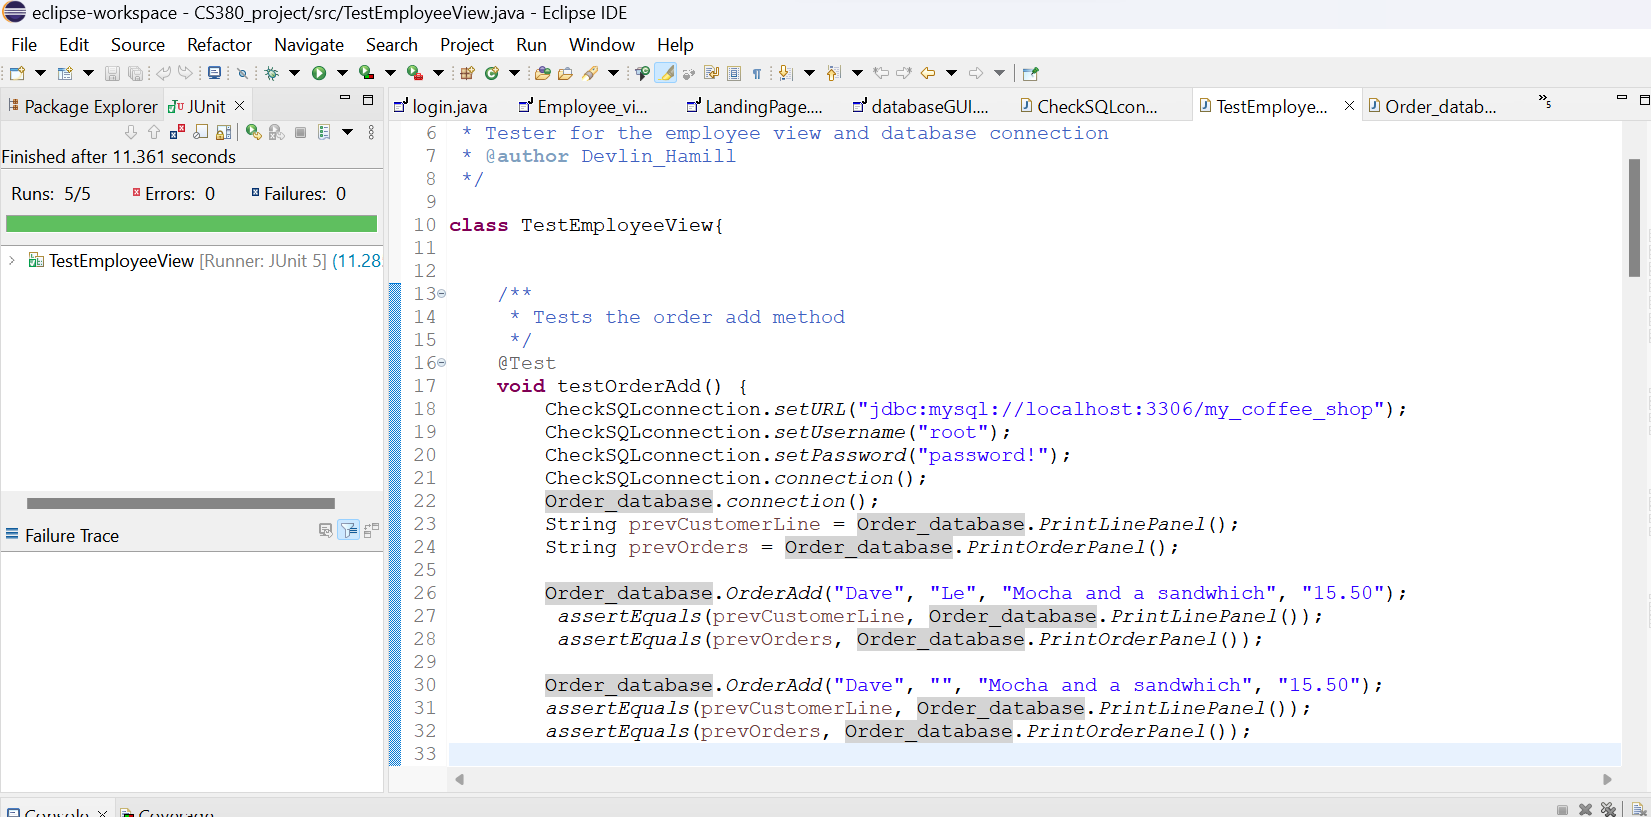 eclipse-workspace - CS380_project/src/TestEmployeeView.java - Eclipse IDE
File Edit Source Refactor Navigate Search Project Run Window Help
Package Explorer JUnit
login.java Employee_vi... LandingPage.... databaseGUI.... CheckSQLcon... TestEmploye... Order_datab... »5
Finished after 11.361 seconds
Runs: 5/5 Errors: 0 Failures: 0
TestEmployeeView [Runner: JUnit 5] (11.28
Failure Trace
6 * Tester for the employee view and database connection
7 * @author Devlin_Hamill
8 */
9
10 class TestEmployeeView{
11
12
13 /**
14 * Tests the order add method
15 */
16 @Test
17 void testOrderAdd() {
18 CheckSQLconnection.setURL("jdbc:mysql://localhost:3306/my_coffee_shop");
19 CheckSQLconnection.setUsername("root");
20 CheckSQLconnection.setPassword("password!");
21 CheckSQLconnection.connection();
22 Order_database.connection();
23 String prevCustomerLine = Order_database.PrintLinePanel();
24 String prevOrders = Order_database.PrintOrderPanel();
25
26 Order_database.OrderAdd("Dave", "Le", "Mocha and a sandwhich", "15.50");
27 assertEquals(prevCustomerLine, Order_database.PrintLinePanel());
28 assertEquals(prevOrders, Order_database.PrintOrderPanel());
29
30 Order_database.OrderAdd("Dave", "", "Mocha and a sandwhich", "15.50");
31 assertEquals(prevCustomerLine, Order_database.PrintLinePanel());
32 assertEquals(prevOrders, Order_database.PrintOrderPanel());
33
Console Coverage